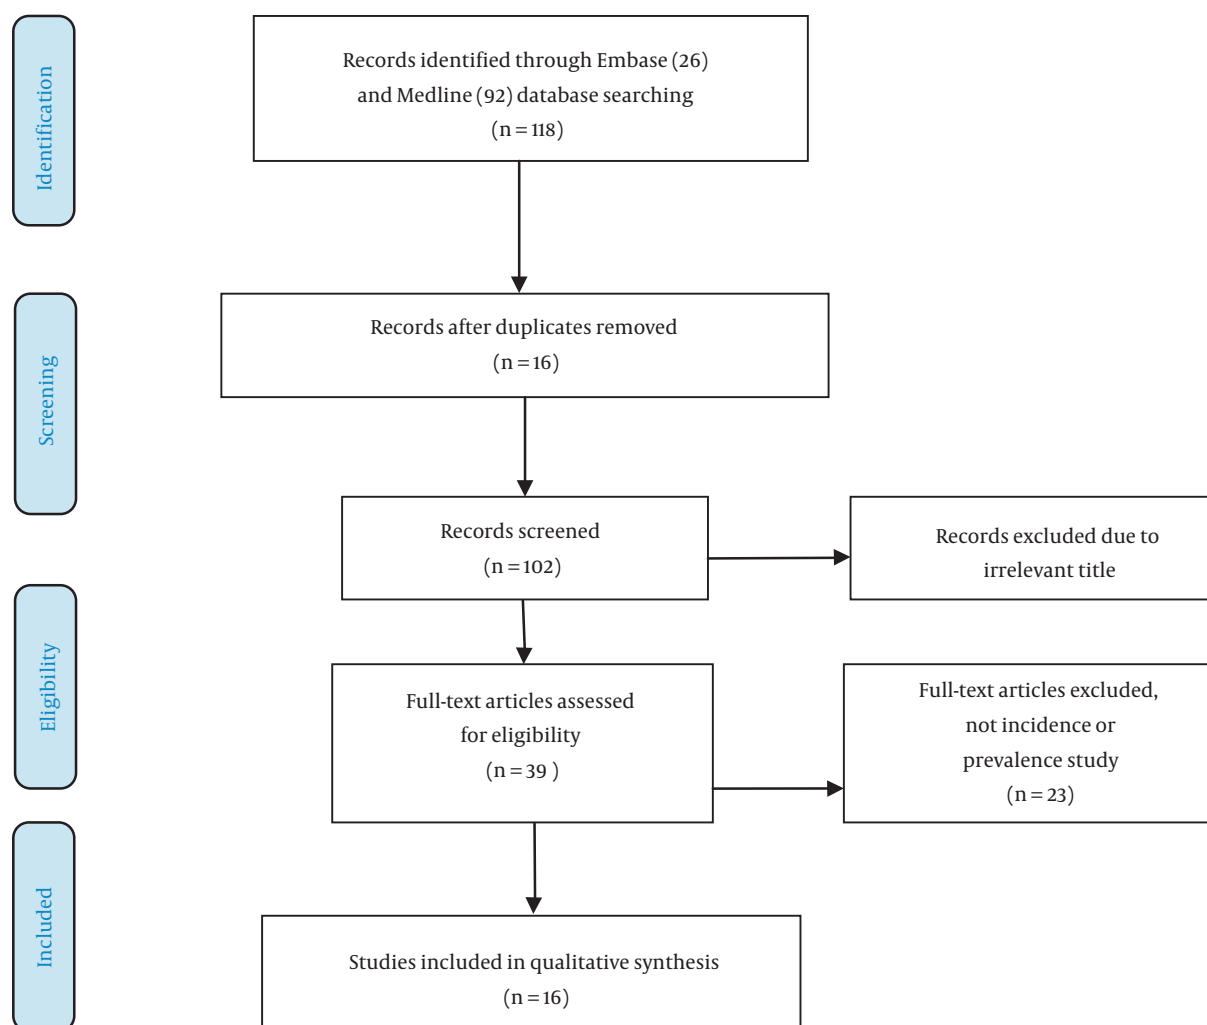 Identification
Records identified through Embase (26)
and Medline (92) database searching
(n = 118)
Screening
Records after duplicates removed
(n = 16)
Records screened
(n = 102)
Records excluded due to
irrelevant title
Eligibility
Full-text articles assessed
for eligibility
(n = 39 )
Full-text articles excluded,
not incidence or
prevalence study
(n = 23)
Included
Studies included in qualitative synthesis
(n = 16)